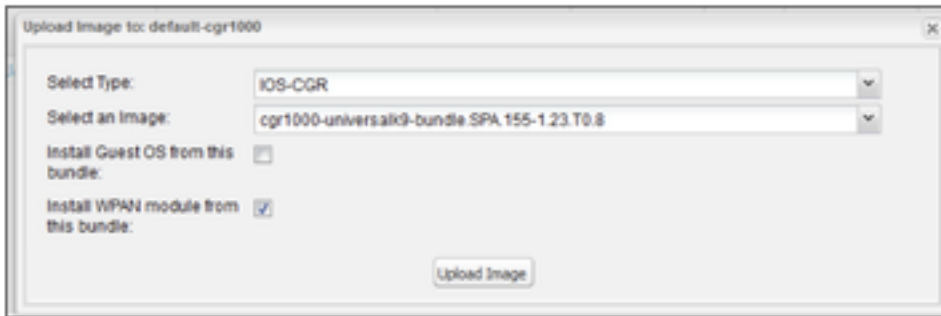 Upload Image to: default-cgr1000
Select Type:
IOS-CGR
Select an Image:
cgr1000-universalk9-bundle.SPA.155-1.23.T0.8
Install Guest OS from this
bundle:
Install WPAN module from
this bundle:
Upload Image